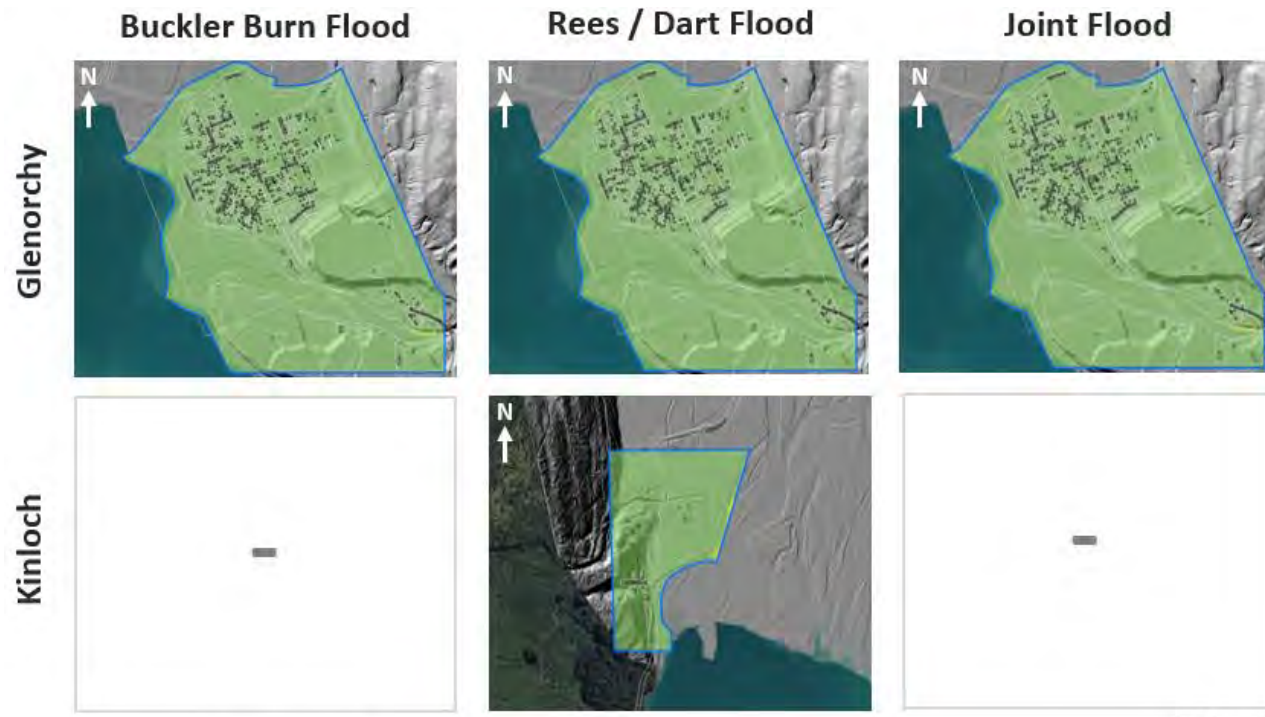 Buckler Burn Flood
Rees / Dart Flood
Joint Flood
Glenorchy
N
N
N
Kinloch
N